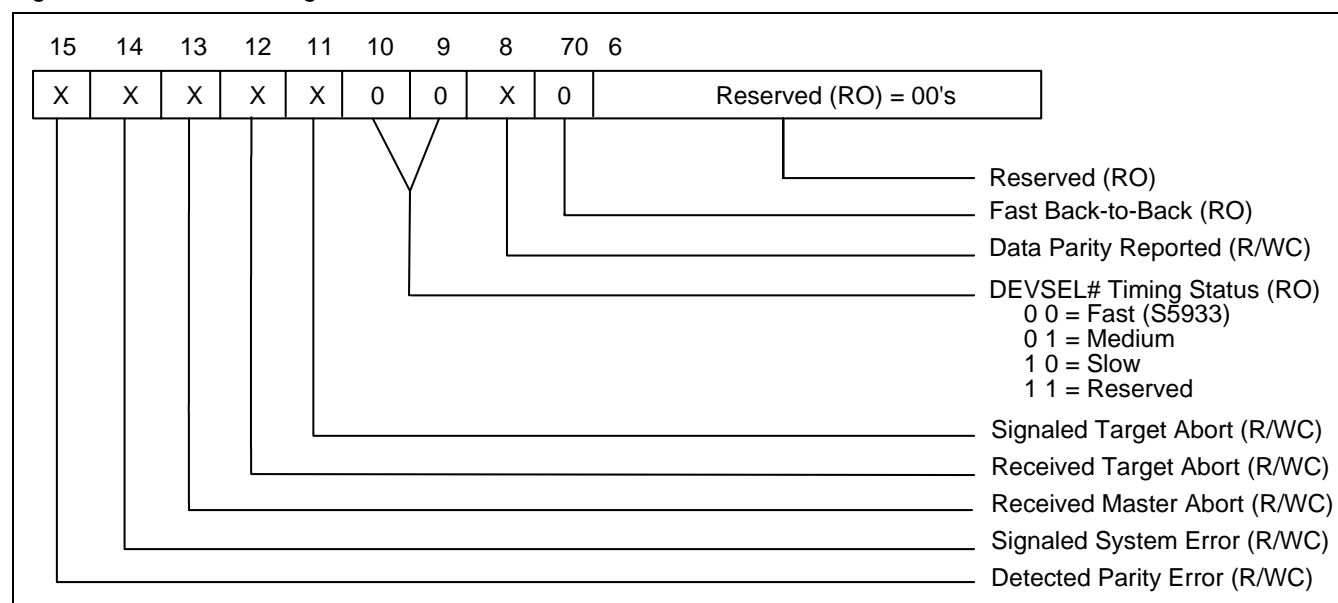 15 14 13 12 11 10 9 8 70 6
X X X X X 0 0 X 0 Reserved (RO) = 00's
Reserved (RO)
Fast Back-to-Back (RO)
Data Parity Reported (R/WC)
DEVSEL# Timing Status (RO)
0 0 = Fast (S5933)
0 1 = Medium
1 0 = Slow
1 1 = Reserved
Signaled Target Abort (R/WC)
Received Target Abort (R/WC)
Received Master Abort (R/WC)
Signaled System Error (R/WC)
Detected Parity Error (R/WC)